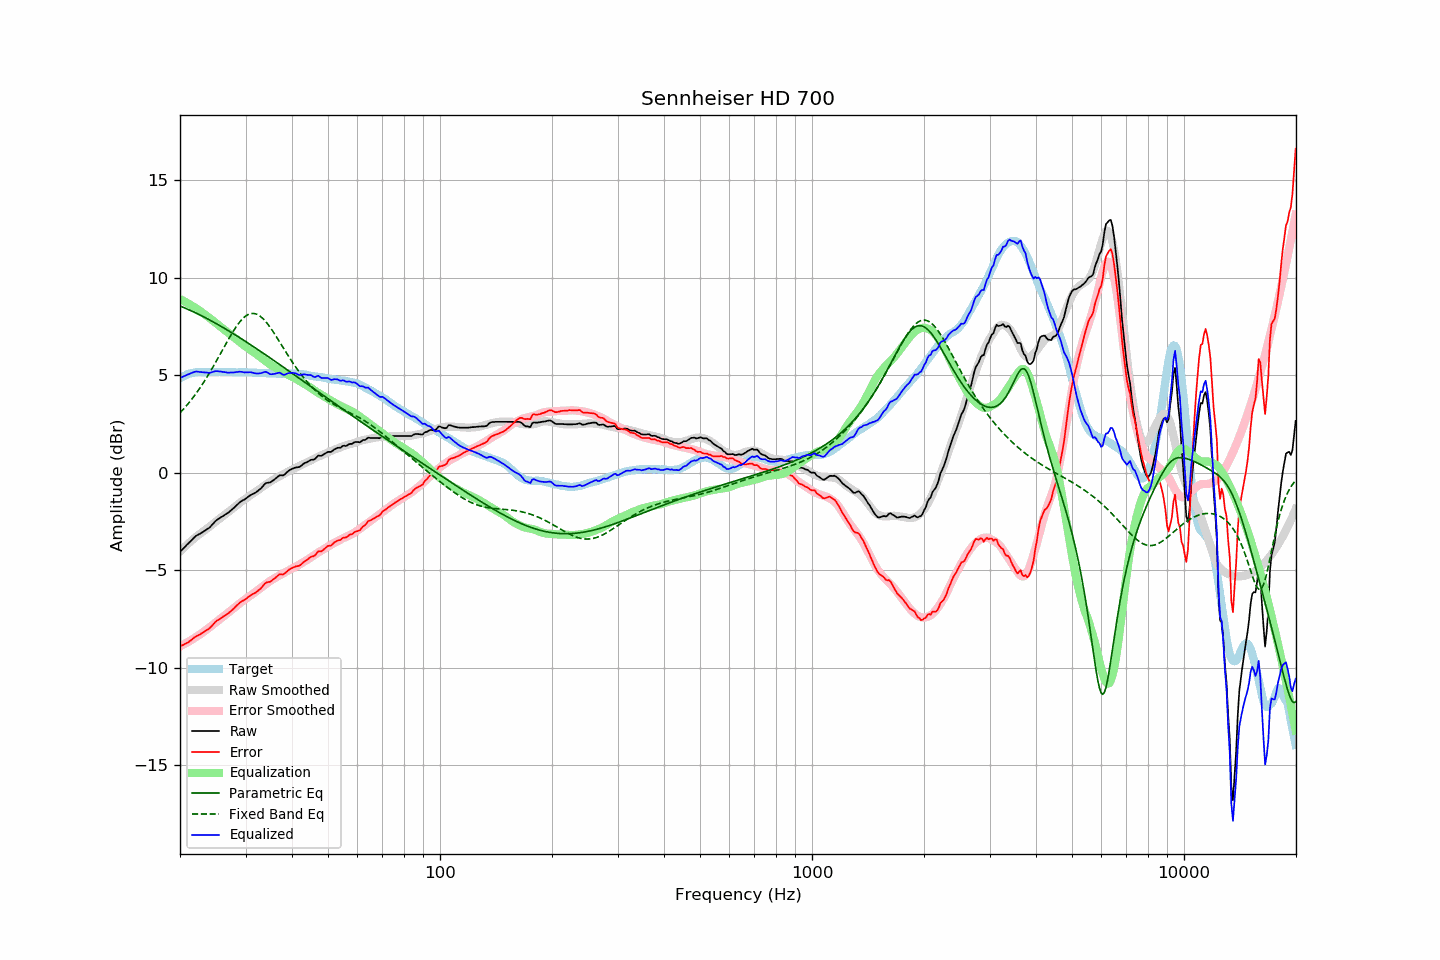 Sennheiser HD 700
Amplitude (dBr)
15
10
5
0
−5
−10
−15
Target
Raw Smoothed
Error Smoothed
Raw
Error
Equalization
Parametric Eq
Fixed Band Eq
Equalized
100
1000
10000
Frequency (Hz)